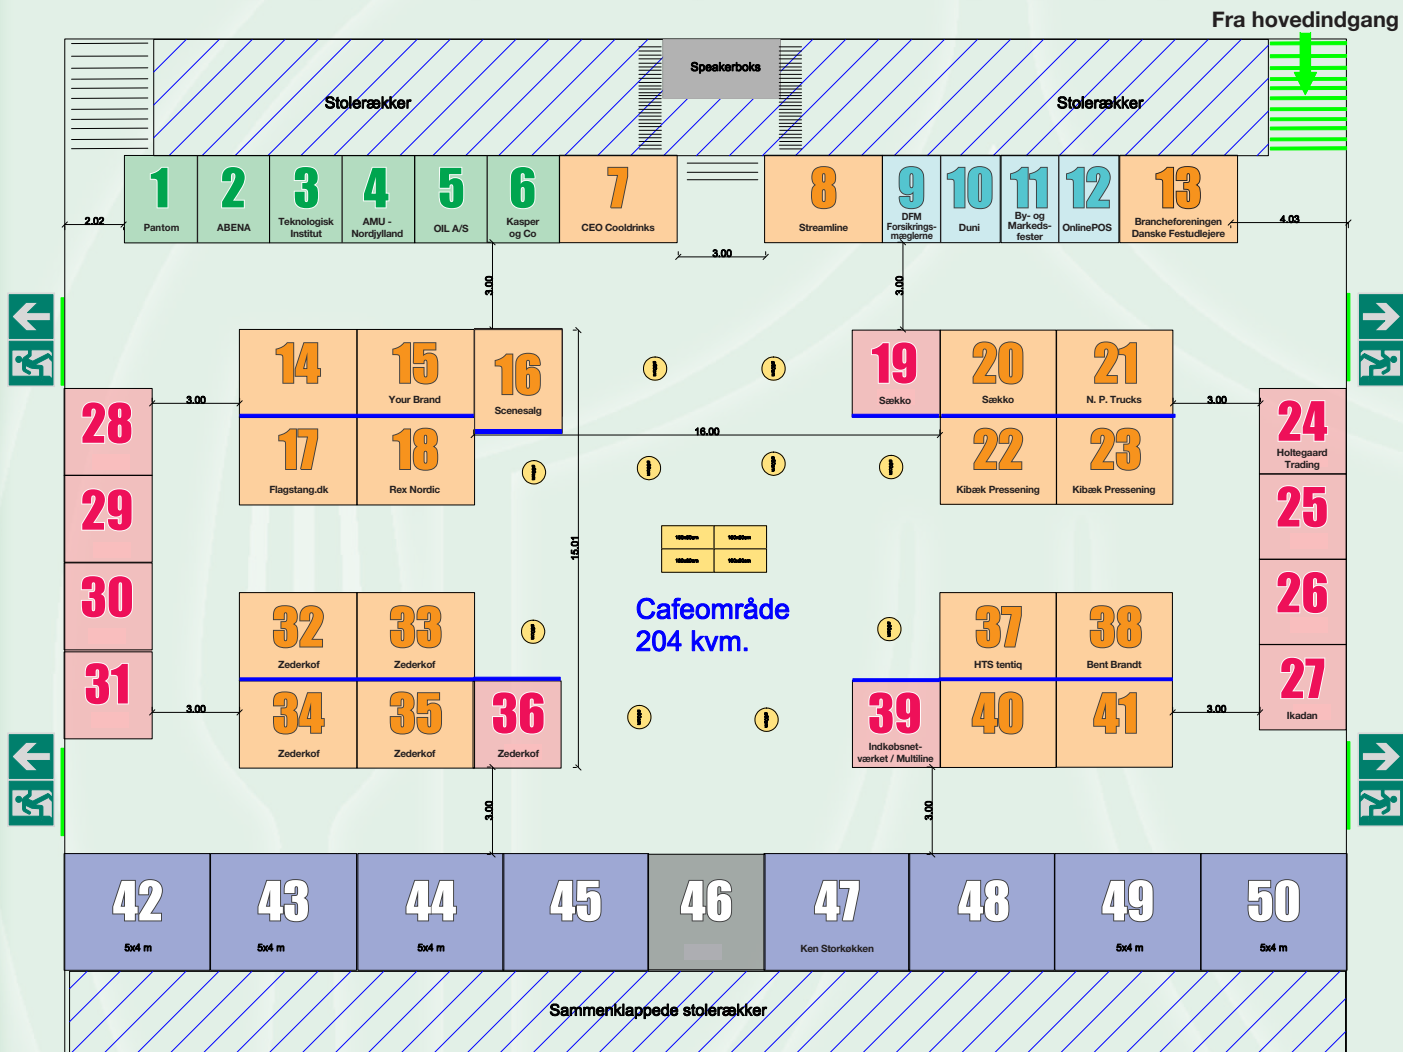 Fra hovedindgang
Speakerboks
Stolerækker
Stolerækker
1
Pantom
2
ABENA
3
Teknologisk
Institut
4
AMU -
Nordjylland
5
OIL A/S
6
Kasper
og Co
7
CEO Cooldrinks
8
Streamline
9
DFM
Forsikrings-
mæglerne
10
Duni
11
By- og
Markeds-
fester
12
OnlinePOS
13
Brancheforeningen
Danske Festudlejere
2.02
4.03
3.00
3.00
3.00
14
15
Your Brand
16
Scenesalg
17
Flagstang.dk
18
Rex Nordic
19
Sækko
20
Sækko
21
N. P. Trucks
22
Kibæk Pressening
23
Kibæk Pressening
3.00
16.00
3.00
15.01
28
29
30
31
24
Holtegaard
Trading
25
26
27
Ikadan
Cafeområde
204 kvm.
32
Zederkof
33
Zederkof
34
Zederkof
35
Zederkof
36
Zederkof
37
HTS tentiq
38
Bent Brandt
39
Indkøbsnet-
værket / Multiline
40
41
3.00
3.00
3.00
3.00
42
5x4 m
43
5x4 m
44
5x4 m
45
46
47
Ken Storkøkken
48
49
5x4 m
50
5x4 m
Sammenklappede stolerækker